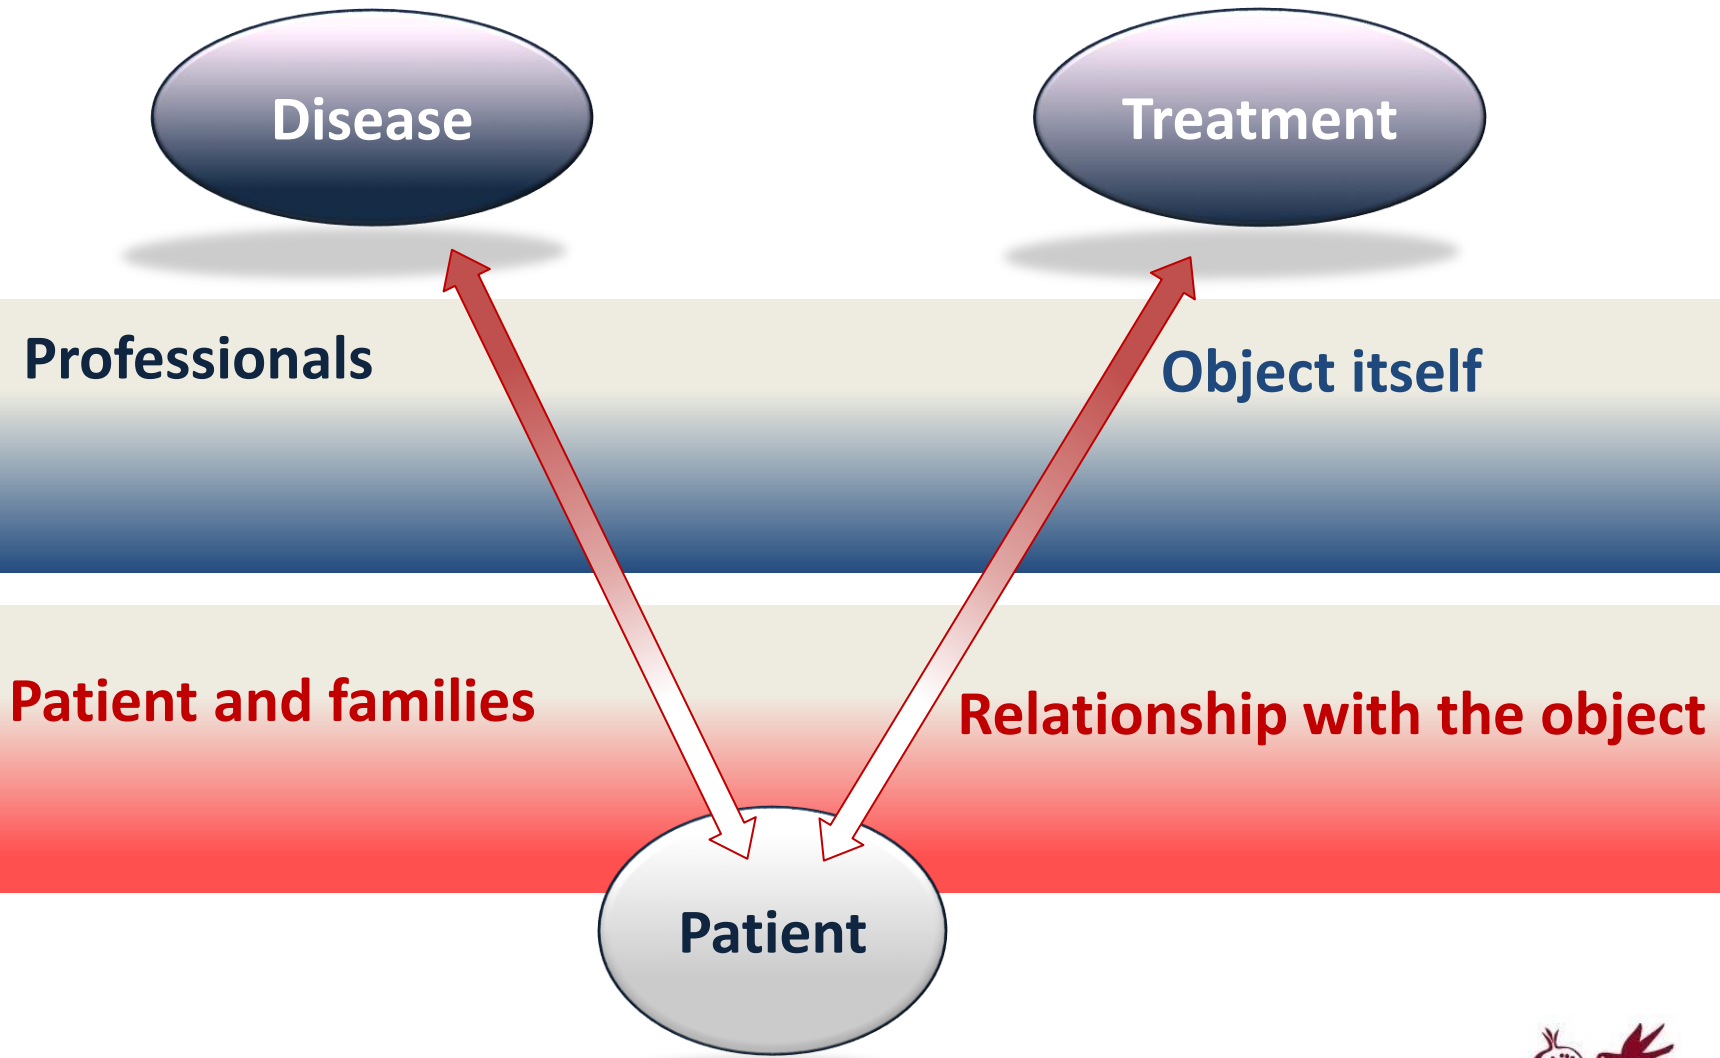 Disease
Treatment
Professionals
Object itself
Patient and families
Relationship with the object
Patient